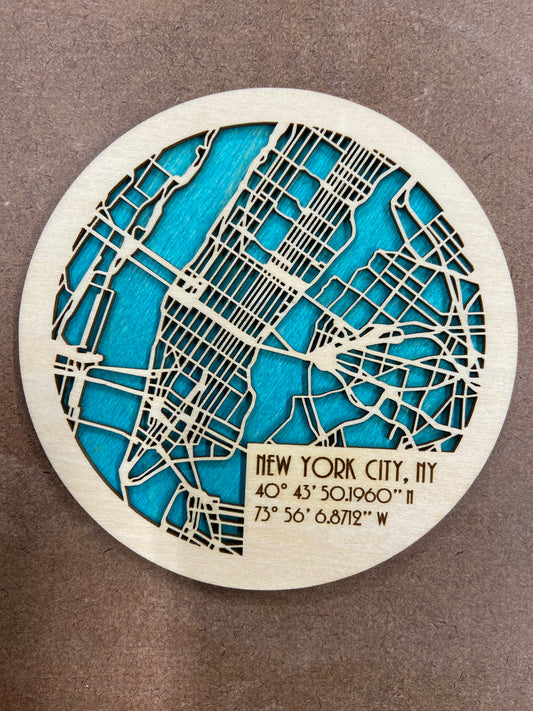 NEW YORK CITY, NY
40° 43' 50.1960" N
73° 56' 6.8712" W